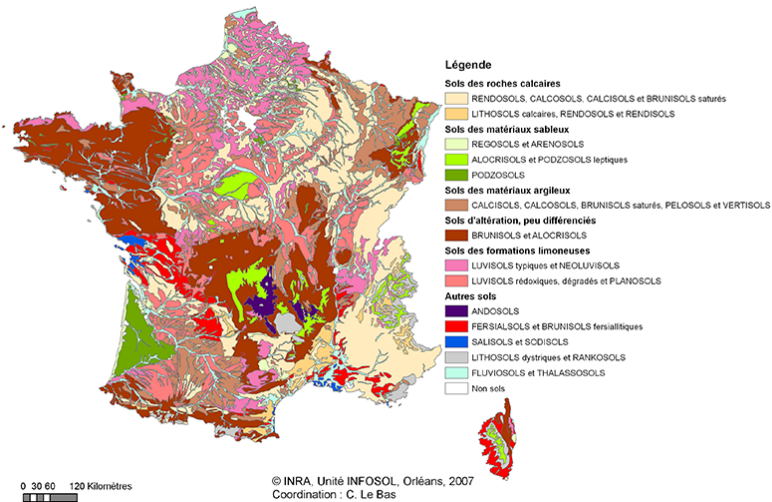 Légende
Sols des roches calcaires
RENDOSOLS, CALCOSOLS, CALCISOLS et BRUNISOLS saturés
LITHOSOLS calcaires, RENDOSOLS et RENDISOLS
Sols des matériaux sableux
REGOSOLS et ARENOSOLS
ALOCRISOLS et PODZOSOLS leptiques
PODZOSOLS
Sols des matériaux argileux
CALCISOLS, CALCOSOLS, BRUNISOLS saturés, PELOSOLS et VERTISOLS
Sols d'altération, peu différenciés
BRUNISOLS et ALOCRISOLS
Sols des formations limoneuses
LUVISOLS typiques et NEOLUVISOLS
LUVISOLS rédoxiques, dégradés et PLANOSOLS
Autres sols
ANDOSOLS
FERSIALSOLS et BRUNISOLS fersiallitiques
SALISOLS et SODISOLS
LITHOSOLS dystriques et RANKOSOLS
FLUVIOSOLS et THALASSOSOLS
Non sols
0 30 60 120 Kilomètres
© INRA, Unité INFOSOL, Orléans, 2007
Coordination : C. Le Bas